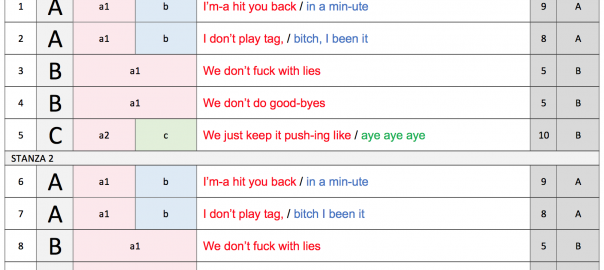 1 A a1 b I'm-a hit you back / in a min-ute 9 A
2 A a1 b I don't play tag, / bitch, I been it 8 A
3 B a1 We don't fuck with lies 5 B
4 B a1 We don't do good-byes 5 B
5 C a2 c We just keep it push-ing like / aye aye aye 10 B
STANZA 2
6 A a1 b I'm-a hit you back / in a min-ute 9 A
7 A a1 b I don't play tag, / bitch I been it 8 A
8 B a1 We don't fuck with lies 5 B